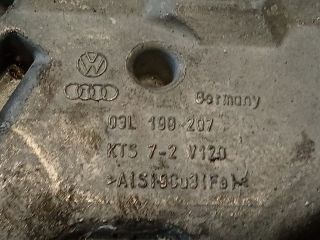 Germany
03L 199 207
KTS 7-2 V120
>AlSi9Cu3(Fe)<